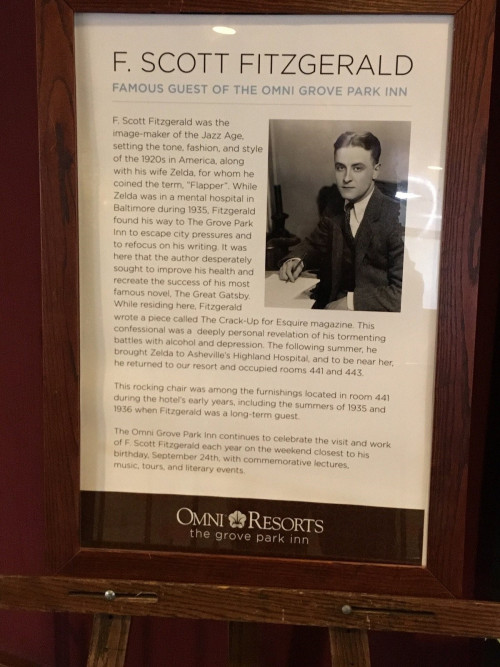 F. SCOTT FITZGERALD
FAMOUS GUEST OF THE OMNI GROVE PARK INN
F. Scott Fitzgerald was the
image-maker of the Jazz Age,
setting the tone, fashion, and style
of the 1920s in America, along
with his wife Zelda, for whom he
coined the term, "Flapper". While
Zelda was in a mental hospital in
Baltimore during 1935, Fitzgerald
found his way to The Grove Park
Inn to escape city pressures and
to refocus on his writing. It was
here that the author desperately
sought to improve his health and
recreate the success of his most
famous novel, The Great Gatsby.
While residing here, Fitzgerald
wrote a piece called The Crack-Up for Esquire magazine. This
confessional was a deeply personal revelation of his tormenting
battles with alcohol and depression. The following summer, he
brought Zelda to Asheville's Highland Hospital, and to be near her,
he returned to our resort and occupied rooms 441 and 443.
This rocking chair was among the furnishings located in room 441
during the hotel's early years, including the summers of 1935 and
1936 when Fitzgerald was a long-term guest.
The Omni Grove Park Inn continues to celebrate the visit and work
of F. Scott Fitzgerald each year on the weekend closest to his
birthday, September 24th, with commemorative lectures,
music, tours, and literary events.
OMNI RESORTS
the grove park inn